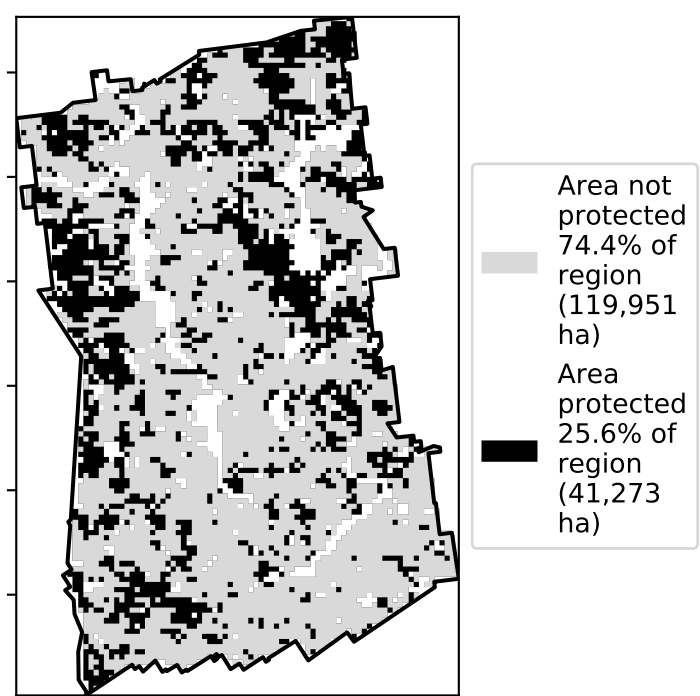 Area not
protected
74.4% of
region
(119,951
ha)
Area
protected
25.6% of
region
(41,273
ha)